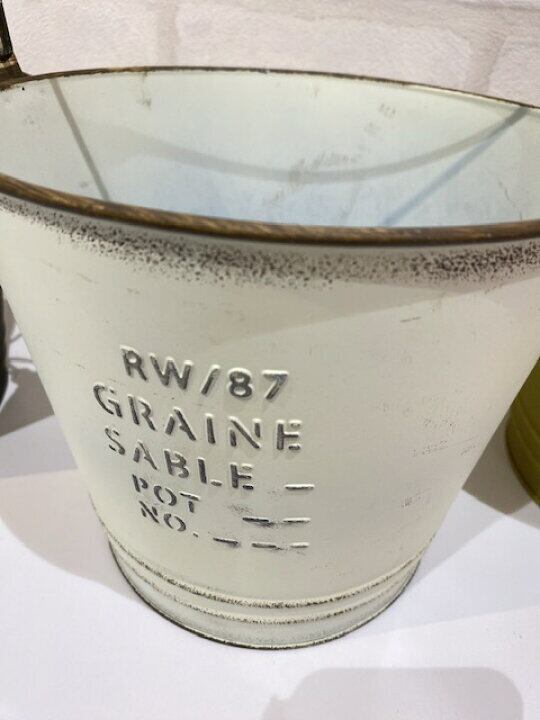 RW/87
GRAINE
SABLE _
POT _ _
NO. _ _ _